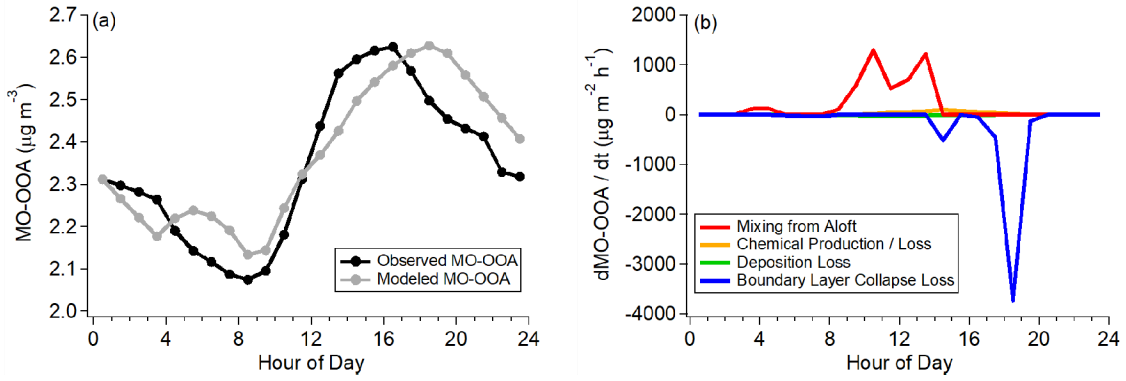 (a)
2.7
2.6
2.5
2.4
2.3
2.2
2.1
2.0
MO-OOA (μg m⁻³)
Observed MO-OOA
Modeled MO-OOA
0 4 8 12 16 20 24
Hour of Day
(b)
2000
1000
0
-1000
-2000
-3000
-4000
dMO-OOA / dt (μg m⁻² h⁻¹)
Mixing from Aloft
Chemical Production / Loss
Deposition Loss
Boundary Layer Collapse Loss
0 4 8 12 16 20 24
Hour of Day